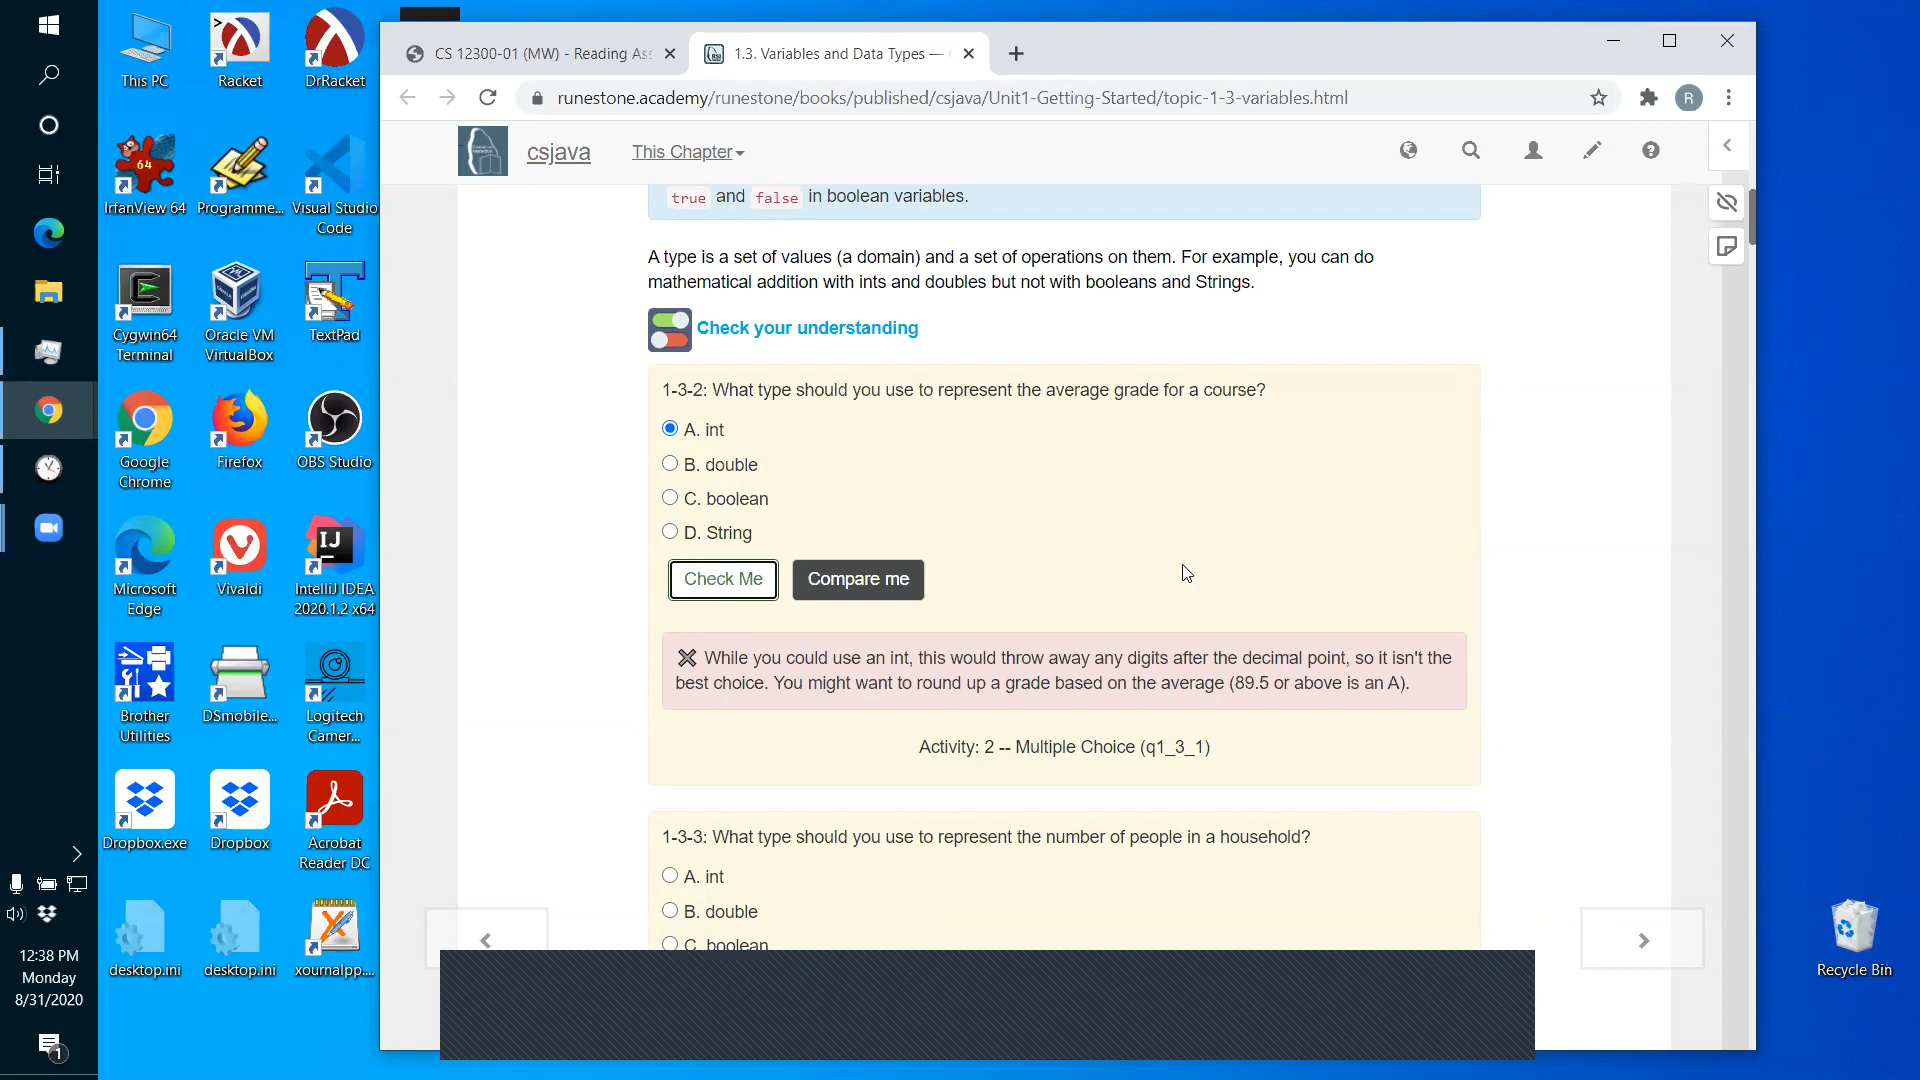 This PC
Racket
DrRacket
IrfanView 64
Programme...
Visual Studio
Code
Cygwin64
Terminal
Oracle VM
VirtualBox
TextPad
Google
Chrome
Firefox
OBS Studio
Microsoft
Edge
Vivaldi
IntelliJ IDEA
2020.1.2 x64
Brother
Utilities
DSmobile...
Logitech
Camer...
Dropbox.exe
Dropbox
Acrobat
Reader DC
desktop.ini
desktop.ini
xournalpp....
12:38 PM
Monday
8/31/2020
1
64
IJ
CS 12300-01 (MW) - Reading Ass
1.3. Variables and Data Types —
runestone.academy/runestone/books/published/csjava/Unit1-Getting-Started/topic-1-3-variables.html
R
csjava
This Chapter
true and false in boolean variables.
A type is a set of values (a domain) and a set of operations on them. For example, you can do
mathematical addition with ints and doubles but not with booleans and Strings.
Check your understanding
1-3-2: What type should you use to represent the average grade for a course?
A. int
B. double
C. boolean
D. String
Check Me
Compare me
While you could use an int, this would throw away any digits after the decimal point, so it isn't the
best choice. You might want to round up a grade based on the average (89.5 or above is an A).
Activity: 2 -- Multiple Choice (q1_3_1)
1-3-3: What type should you use to represent the number of people in a household?
A. int
B. double
C. boolean
Recycle Bin